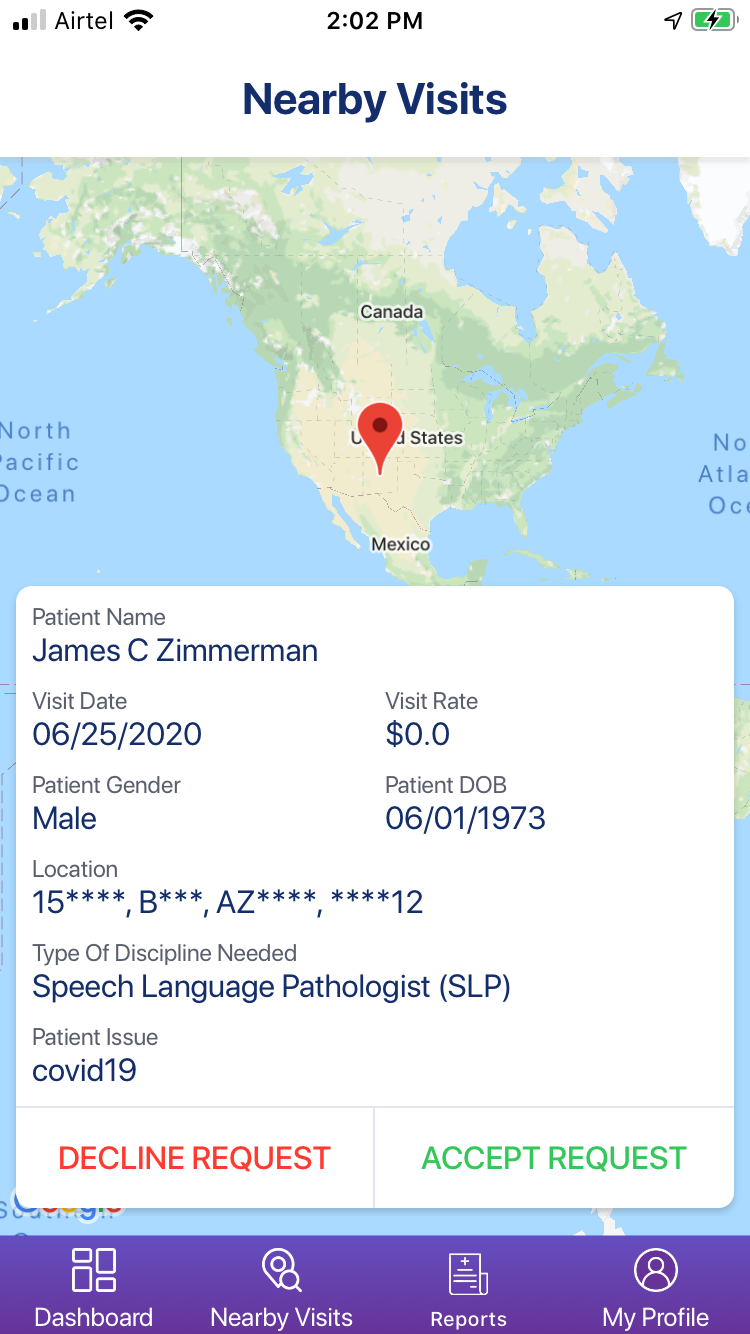 Airtel
2:02 PM
Nearby Visits
Canada
United States
North
Pacific
Ocean
No
Atla
Oce
Mexico
Patient Name
James C Zimmerman
Visit Date
Visit Rate
06/25/2020
$0.0
Patient Gender
Patient DOB
Male
06/01/1973
Location
15****, B***, AZ****, ****12
Type Of Discipline Needed
Speech Language Pathologist (SLP)
Patient Issue
covid19
DECLINE REQUEST
ACCEPT REQUEST
Google
Dashboard
Nearby Visits
Reports
My Profile